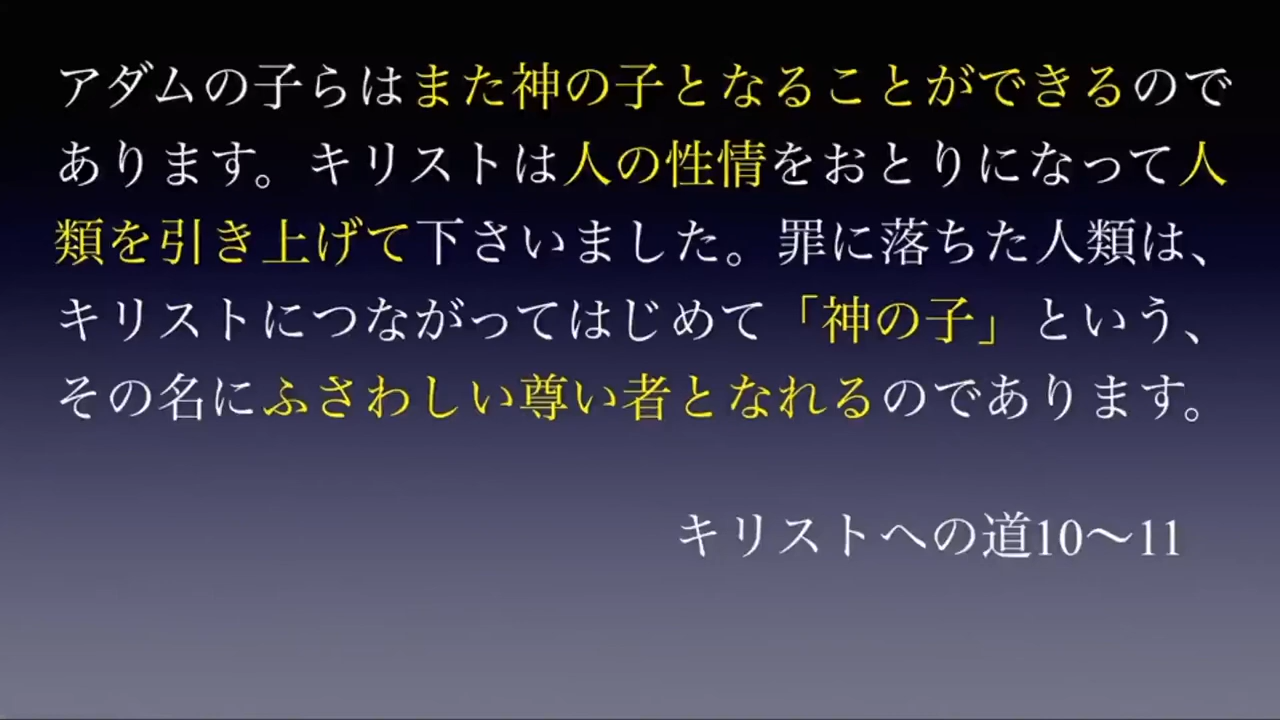 アダムの子らはまた神の子となることができるので
あります。キリストは人の性情をおとりになって人
類を引き上げて下さいました。罪に落ちた人類は、
キリストにつながってはじめて「神の子」という、
その名にふさわしい尊い者となれるのであります。
キリストへの道10〜11